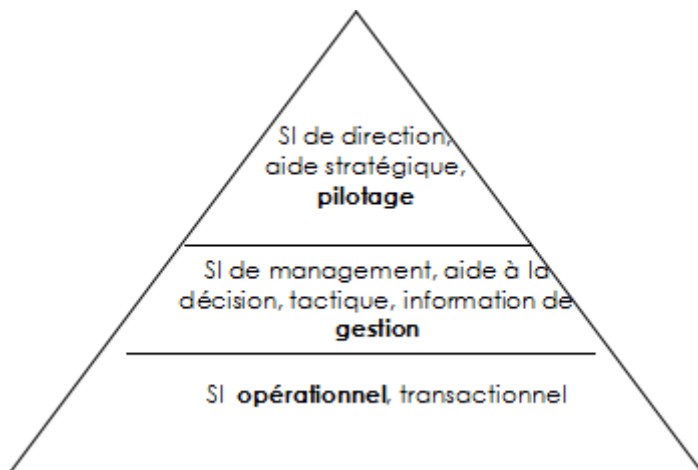 SI de direction,
aide stratégique,
pilotage
SI de management, aide à la
décision, tactique, information de
gestion
SI opérationnel, transactionnel